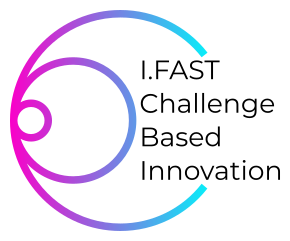 I.FAST
Challenge
Based
Innovation